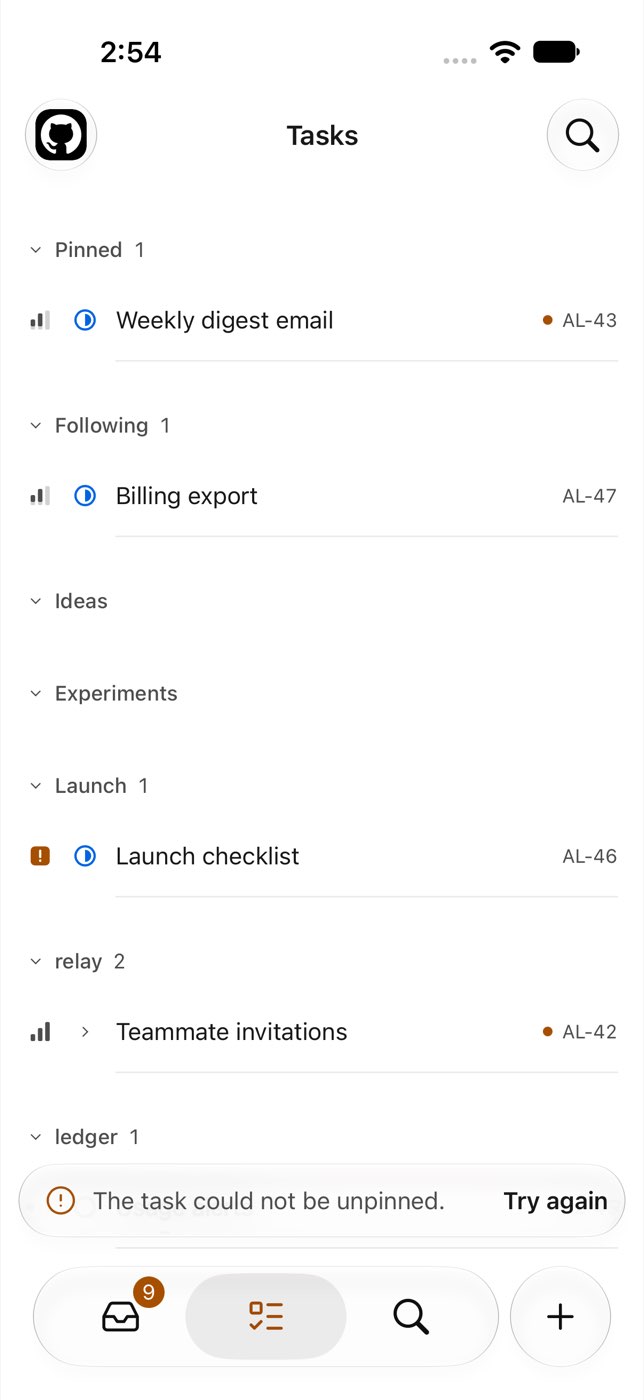 2:54
Tasks
Pinned 1
Weekly digest email AL-43
Following 1
Billing export AL-47
Ideas
Experiments
Launch 1
Launch checklist AL-46
relay 2
Teammate invitations AL-42
ledger 1
The task could not be unpinned. Try again
9